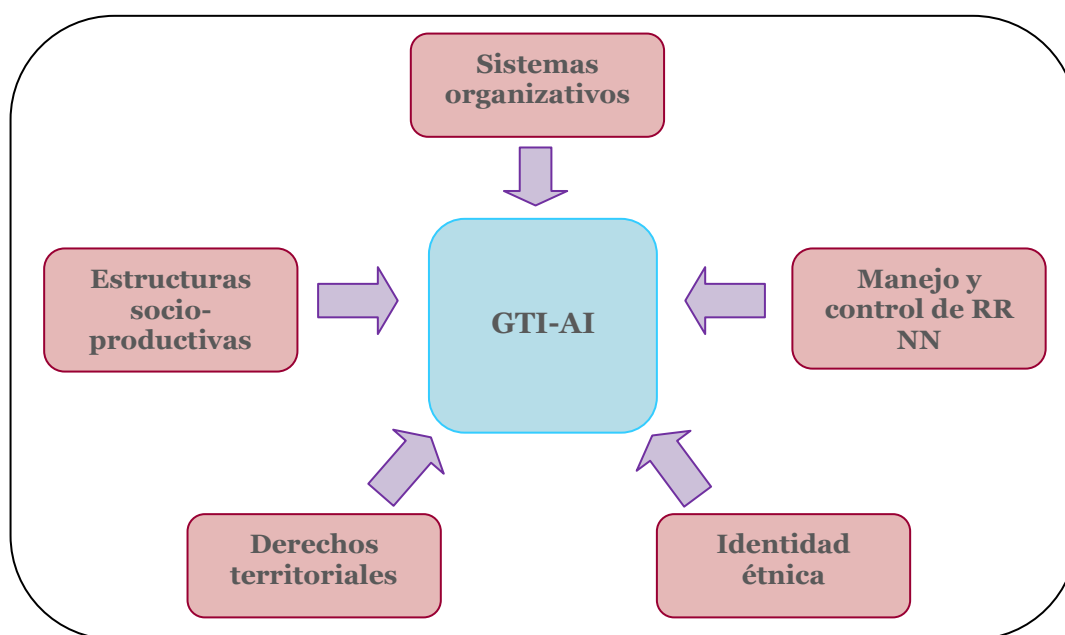 Sistemas
organizativos
Estructuras
socio-
productivas
GTI-AI
Manejo y
control de RR
NN
Derechos
territoriales
Identidad
étnica